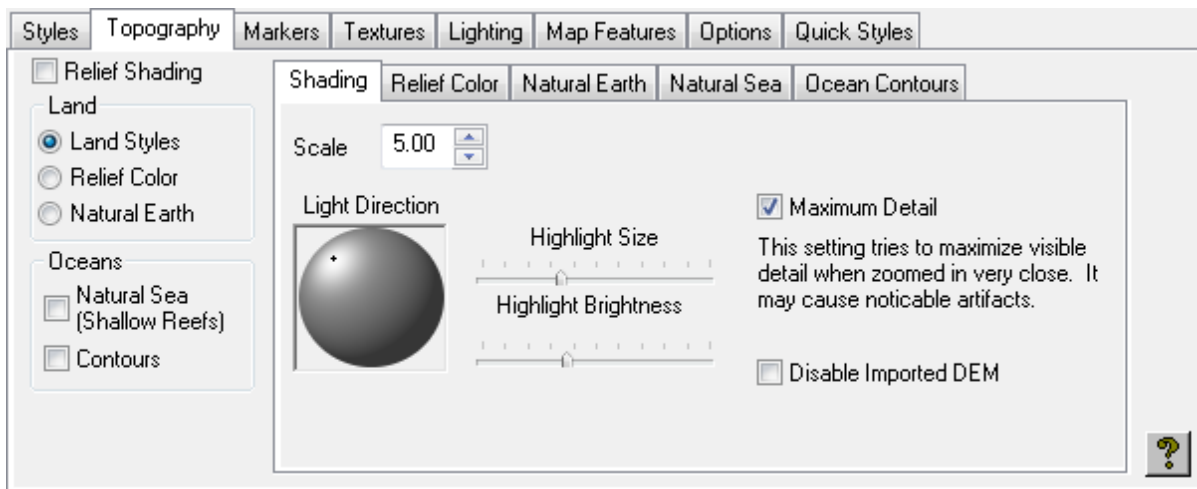 Styles Topography Markers Textures Lighting Map Features Options Quick Styles
Relief Shading
Land
Land Styles
Relief Color
Natural Earth
Oceans
Natural Sea
(Shallow Reefs)
Contours
Shading Relief Color Natural Earth Natural Sea Ocean Contours
Scale 5.00
Light Direction
Highlight Size
Highlight Brightness
Maximum Detail
This setting tries to maximize visible
detail when zoomed in very close. It
may cause noticable artifacts.
Disable Imported DEM
?